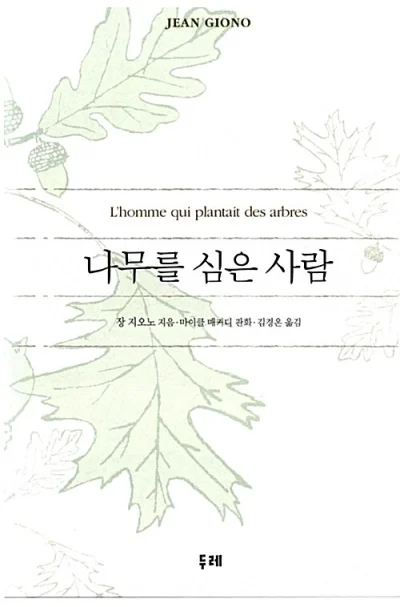 JEAN GIONO
L'homme qui plantait des arbres
나무를 심은 사람
장 지오노 지음·마이클 매커디 판화·김경온 옮김
두레